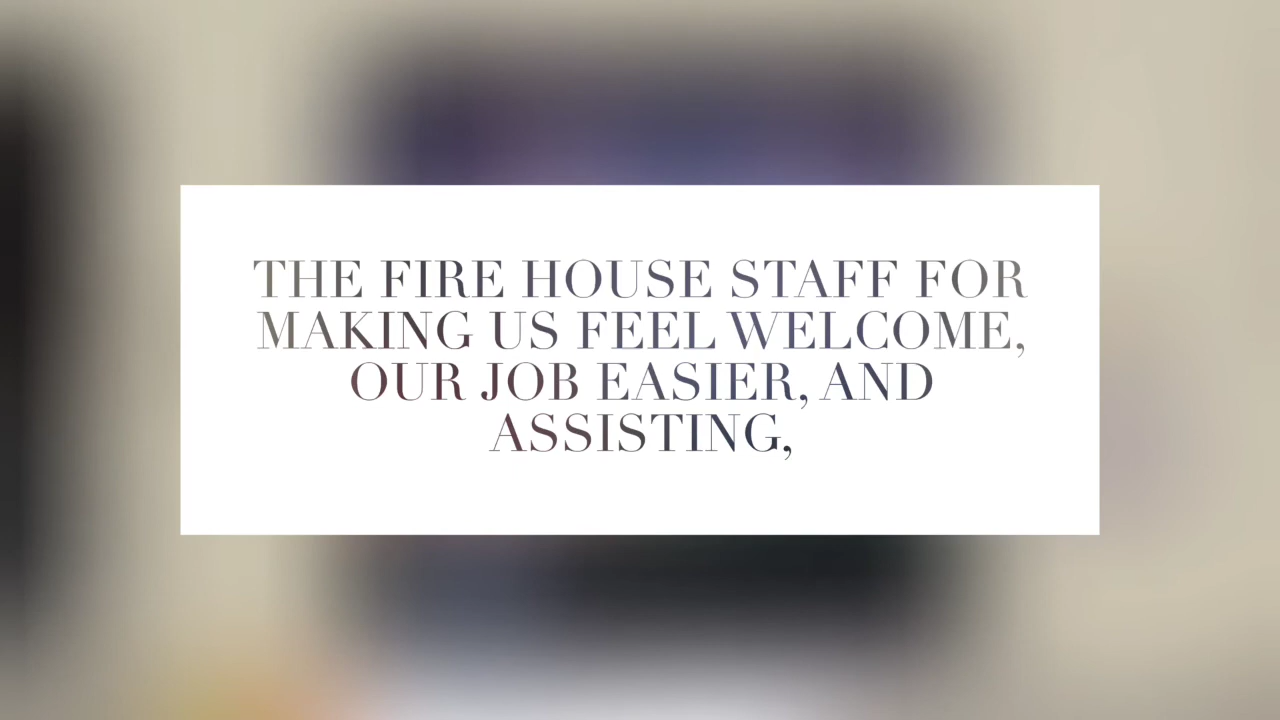 THE FIRE HOUSE STAFF FOR
MAKING US FEEL WELCOME,
OUR JOB EASIER, AND
ASSISTING,